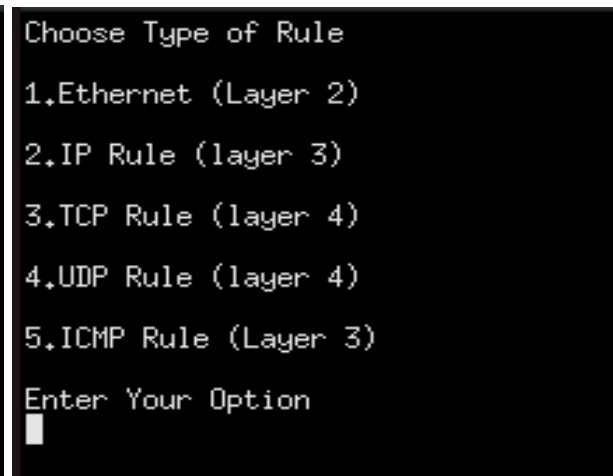 Choose Type of Rule
1.Ethernet (Layer 2)
2.IP Rule (layer 3)
3.TCP Rule (layer 4)
4.UDP Rule (layer 4)
5.ICMP Rule (Layer 3)
Enter Your Option